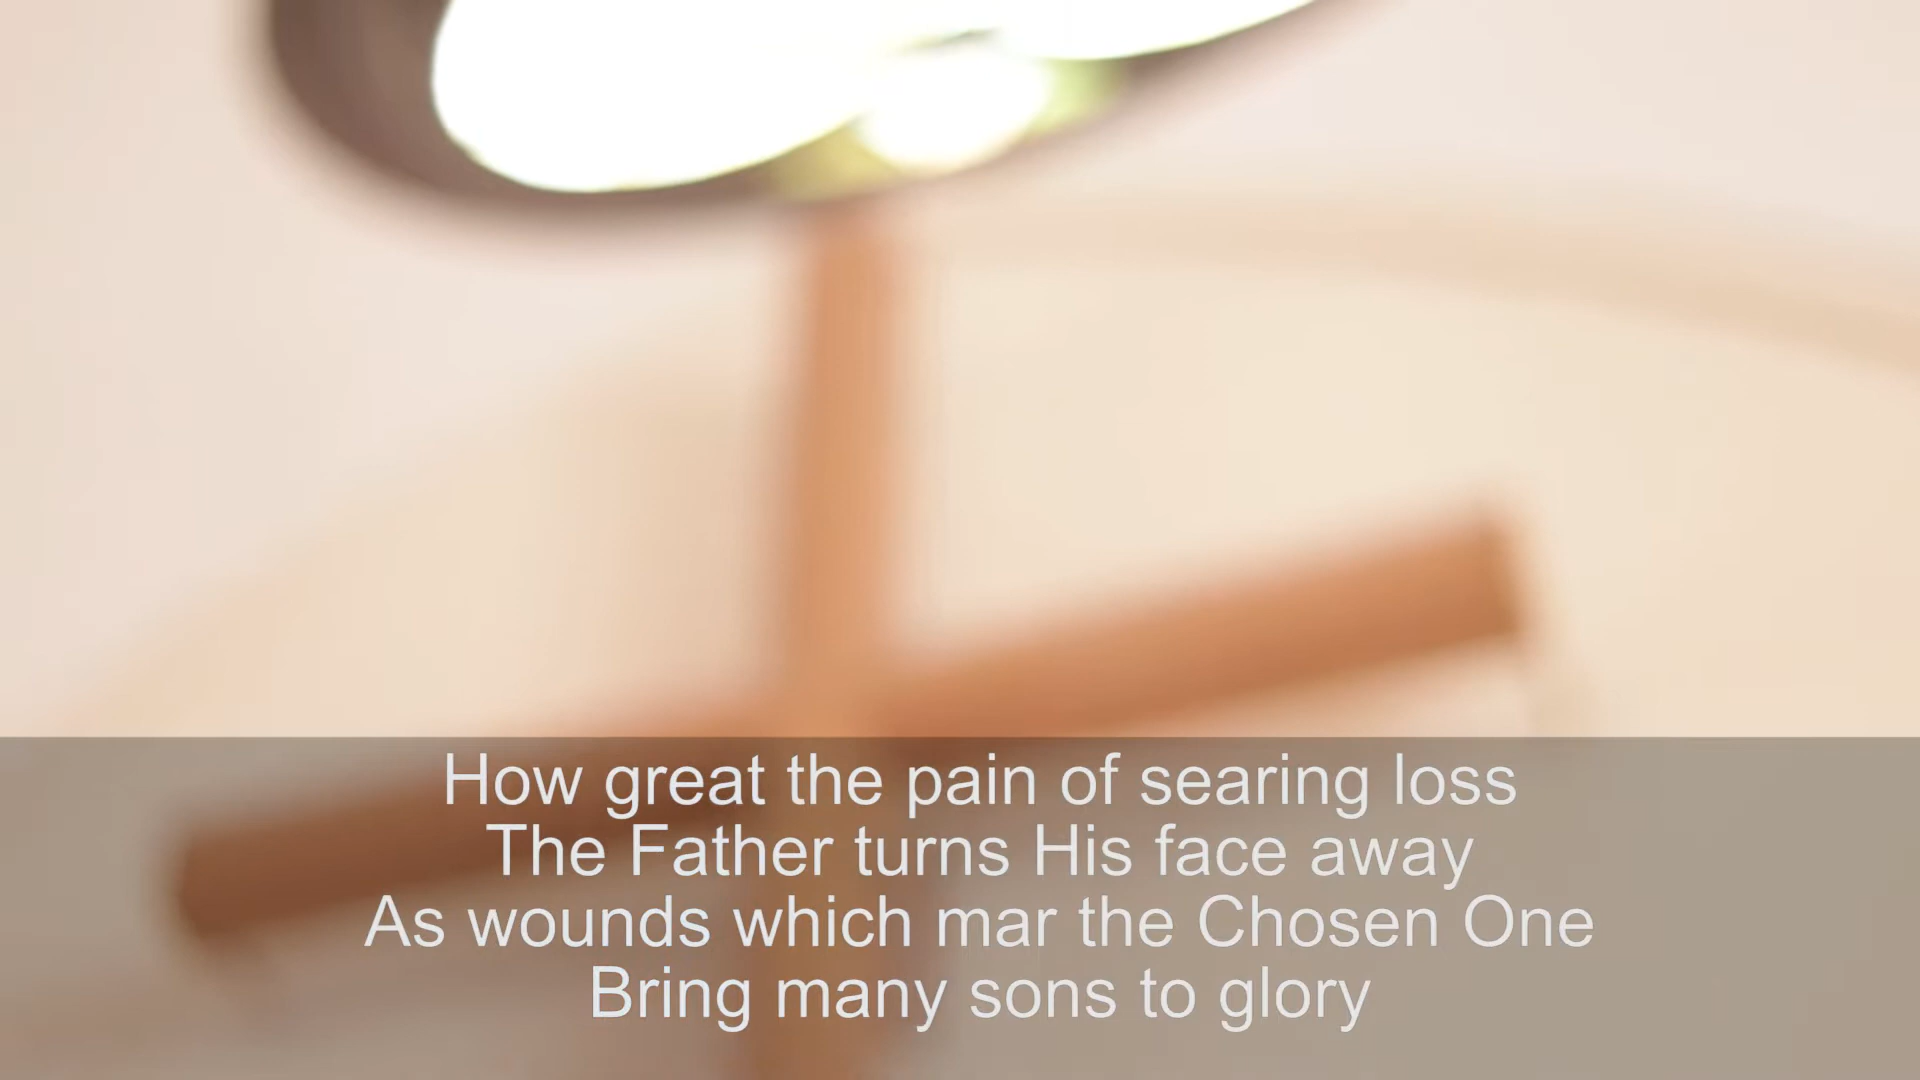 How great the pain of searing loss
The Father turns His face away
As wounds which mar the Chosen One
Bring many sons to glory